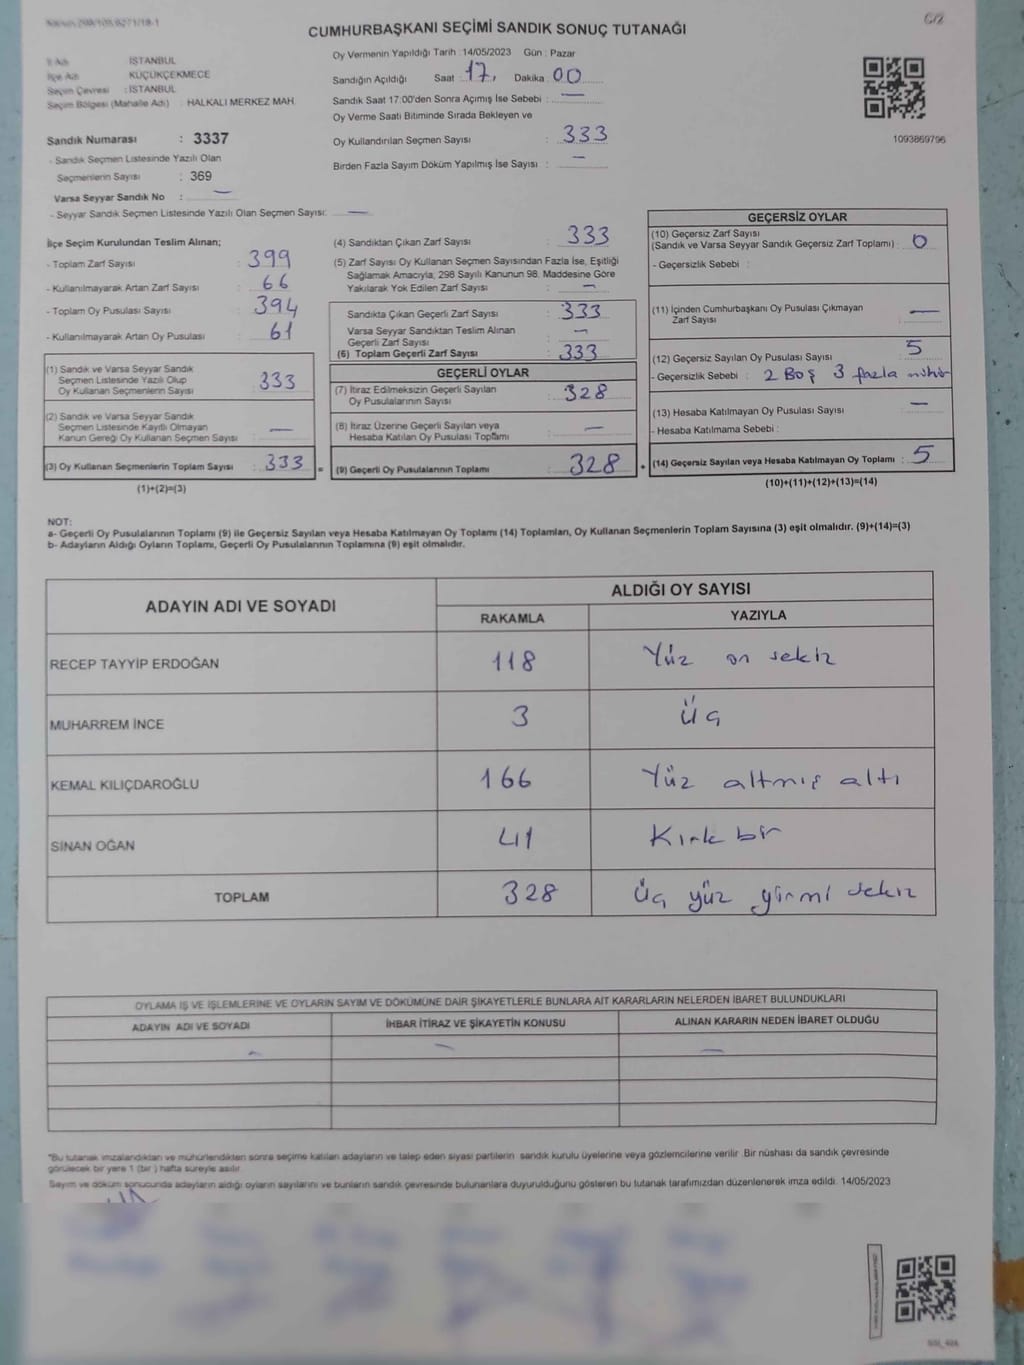 CUMHURBAŞKANI SEÇİMİ SANDIK SONUÇ TUTANAĞI
6/2
İl Adı : İSTANBUL
İlçe Adı : KÜÇÜKÇEKMECE
Seçim Çevresi : İSTANBUL
Seçim Bölgesi (Mahalle Adı) : HALKALI MERKEZ MAH.
Sandık Numarası : 3337
- Sandık Seçmen Listesinde Yazılı Olan
Seçmenlerin Sayısı : 369
Varsa Seyyar Sandık No : —
- Seyyar Sandık Seçmen Listesinde Yazılı Olan Seçmen Sayısı: —
Oy Vermenin Yapıldığı Tarih : 14/05/2023 Gün : Pazar
Sandığın Açıldığı Saat : 17, Dakika : 00
Sandık Saat 17:00'den Sonra Açımış İse Sebebi : —
Oy Verme Saati Bitiminde Sırada Bekleyen ve
Oy Kullandırılan Seçmen Sayısı : 333
Birden Fazla Sayım Döküm Yapılmış İse Sayısı : —
1093869796
İlçe Seçim Kurulundan Teslim Alınan;
- Toplam Zarf Sayısı : 399
- Kullanılmayarak Artan Zarf Sayısı : 66
- Toplam Oy Pusulası Sayısı : 394
- Kullanılmayarak Artan Oy Pusulası : 61
(1) Sandık ve Varsa Seyyar Sandık
Seçmen Listesinde Yazılı Olup
Oy Kullanan Seçmenlerin Sayısı : 333
(2) Sandık ve Varsa Seyyar Sandık
Seçmen Listesinde Kayıtlı Olmayan
Kanun Gereği Oy Kullanan Seçmen Sayısı : —
(3) Oy Kullanan Seçmenlerin Toplam Sayısı : 333 =
(1)+(2)=(3)
(4) Sandıktan Çıkan Zarf Sayısı : 333
(5) Zarf Sayısı Oy Kullanan Seçmen Sayısından Fazla İse, Eşitliği
Sağlamak Amacıyla, 298 Sayılı Kanunun 98. Maddesine Göre
Yakılarak Yok Edilen Zarf Sayısı : —
Sandıkta Çıkan Geçerli Zarf Sayısı : 333
Varsa Seyyar Sandıktan Teslim Alınan
Geçerli Zarf Sayısı : —
(6) Toplam Geçerli Zarf Sayısı : 333
GEÇERLİ OYLAR
(7) İtiraz Edilmeksizin Geçerli Sayılan
Oy Pusulalarının Sayısı : 328
(8) İtiraz Üzerine Geçerli Sayılan veya
Hesaba Katılan Oy Pusulası Toplamı : —
(9) Geçerli Oy Pusulalarının Toplamı : 328 +
GEÇERSİZ OYLAR
(10) Geçersiz Zarf Sayısı
(Sandık ve Varsa Seyyar Sandık Geçersiz Zarf Toplamı) : 0
- Geçersizlik Sebebi :
(11) İçinden Cumhurbaşkanı Oy Pusulası Çıkmayan
Zarf Sayısı : —
(12) Geçersiz Sayılan Oy Pusulası Sayısı : 5
- Geçersizlik Sebebi : 2 Boş 3 fazla mühür
(13) Hesaba Katılmayan Oy Pusulası Sayısı : —
- Hesaba Katılmama Sebebi :
(14) Geçersiz Sayılan veya Hesaba Katılmayan Oy Toplamı : 5
(10)+(11)+(12)+(13)=(14)
NOT:
a- Geçerli Oy Pusulalarının Toplamı (9) ile Geçersiz Sayılan veya Hesaba Katılmayan Oy Toplamı (14) Toplamları, Oy Kullanan Seçmenlerin Toplam Sayısına (3) eşit olmalıdır. (9)+(14)=(3)
b- Adayların Aldığı Oyların Toplamı, Geçerli Oy Pusulalarının Toplamına (9) eşit olmalıdır.
ADAYIN ADI VE SOYADI ALDIĞI OY SAYISI
RAKAMLA YAZIYLA
RECEP TAYYİP ERDOĞAN 118 Yüz on sekiz
MUHARREM İNCE 3 Üç
KEMAL KILIÇDAROĞLU 166 Yüz altmış altı
SİNAN OĞAN 41 Kırk bir
TOPLAM 328 Üç yüz yirmi sekiz
OYLAMA İŞ VE İŞLEMLERİNE VE OYLARIN SAYIM VE DÖKÜMÜNE DAİR ŞİKAYETLERLE BUNLARA AİT KARARLARIN NELERDEN İBARET BULUNDUKLARI
ADAYIN ADI VE SOYADI İHBAR İTİRAZ VE ŞİKAYETİN KONUSU ALINAN KARARIN NEDEN İBARET OLDUĞU
— — —
"Bu tutanak imzalandıktan ve mühürlendikten sonra seçime katılan adayların ve talep eden siyasi partilerin sandık kurulu üyelerine veya gözlemcilerine verilir. Bir nüshası da sandık çevresinde
görülecek bir yere 1 (bir ) hafta süreyle asılır.
Sayım ve döküm sonucunda adayların aldığı oyların sayılarını ve bunların sandık çevresinde bulunanlara duyurulduğunu gösteren bu tutanak tarafımızdan düzenlenerek imza edildi. 14/05/2023